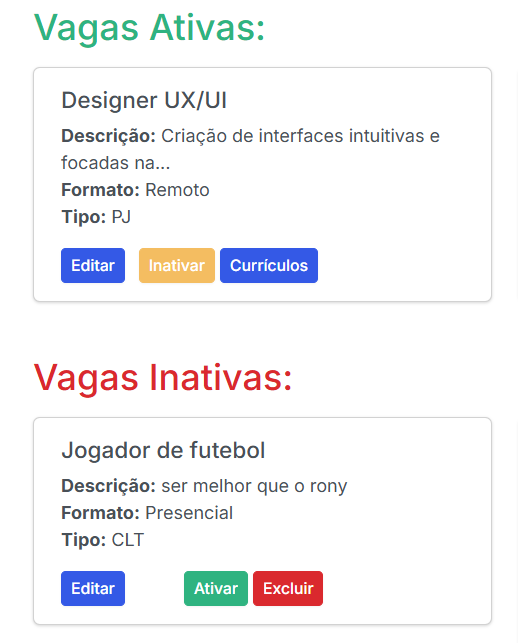 Vagas Ativas:
Designer UX/UI
Descrição: Criação de interfaces intuitivas e
focadas na...
Formato: Remoto
Tipo: PJ
Editar Inativar Currículos
Vagas Inativas:
Jogador de futebol
Descrição: ser melhor que o rony
Formato: Presencial
Tipo: CLT
Editar Ativar Excluir